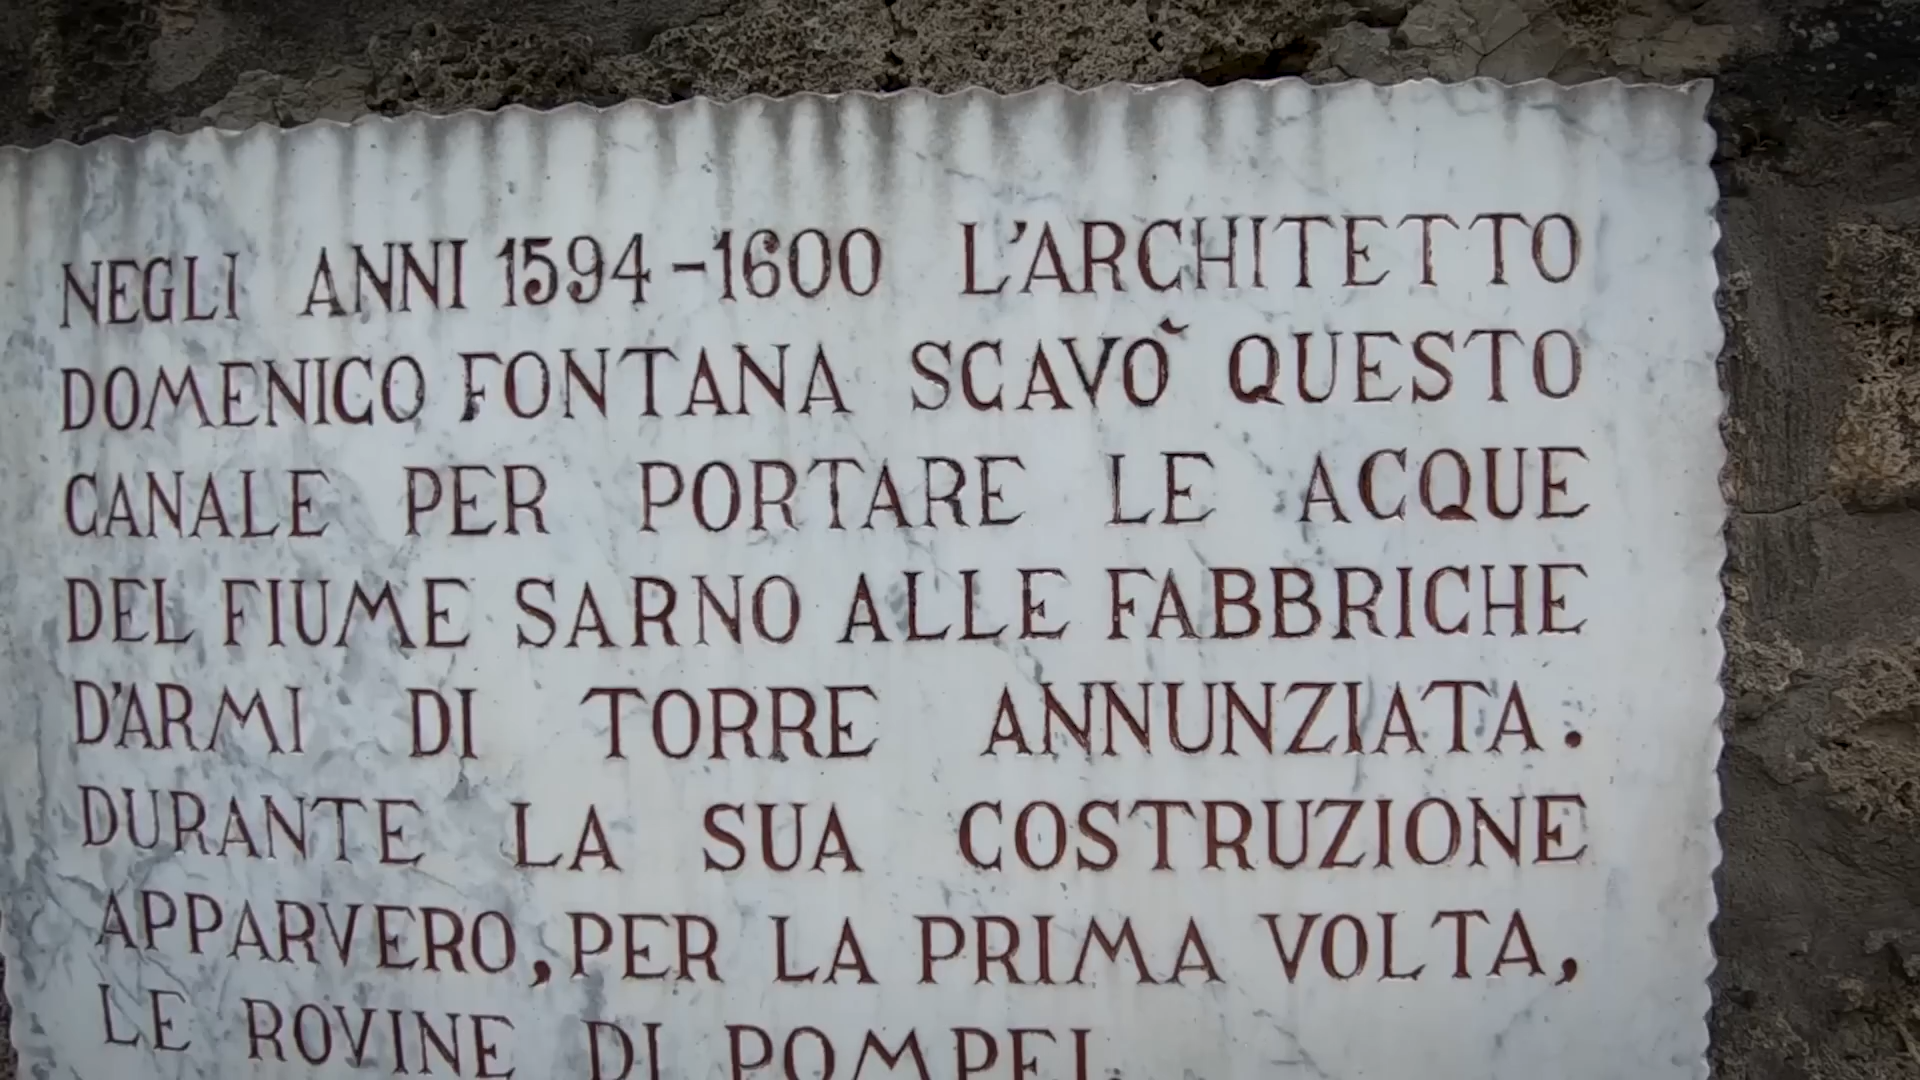 NEGLI ANNI 1594-1600 L'ARCHITETTO
DOMENICO FONTANA SCAVÒ QUESTO
CANALE PER PORTARE LE ACQUE
DEL FIUME SARNO ALLE FABBRICHE
D'ARMI DI TORRE ANNUNZIATA.
DURANTE LA SUA COSTRUZIONE
APPARVERO, PER LA PRIMA VOLTA,
LE ROVINE DI POMPEI.